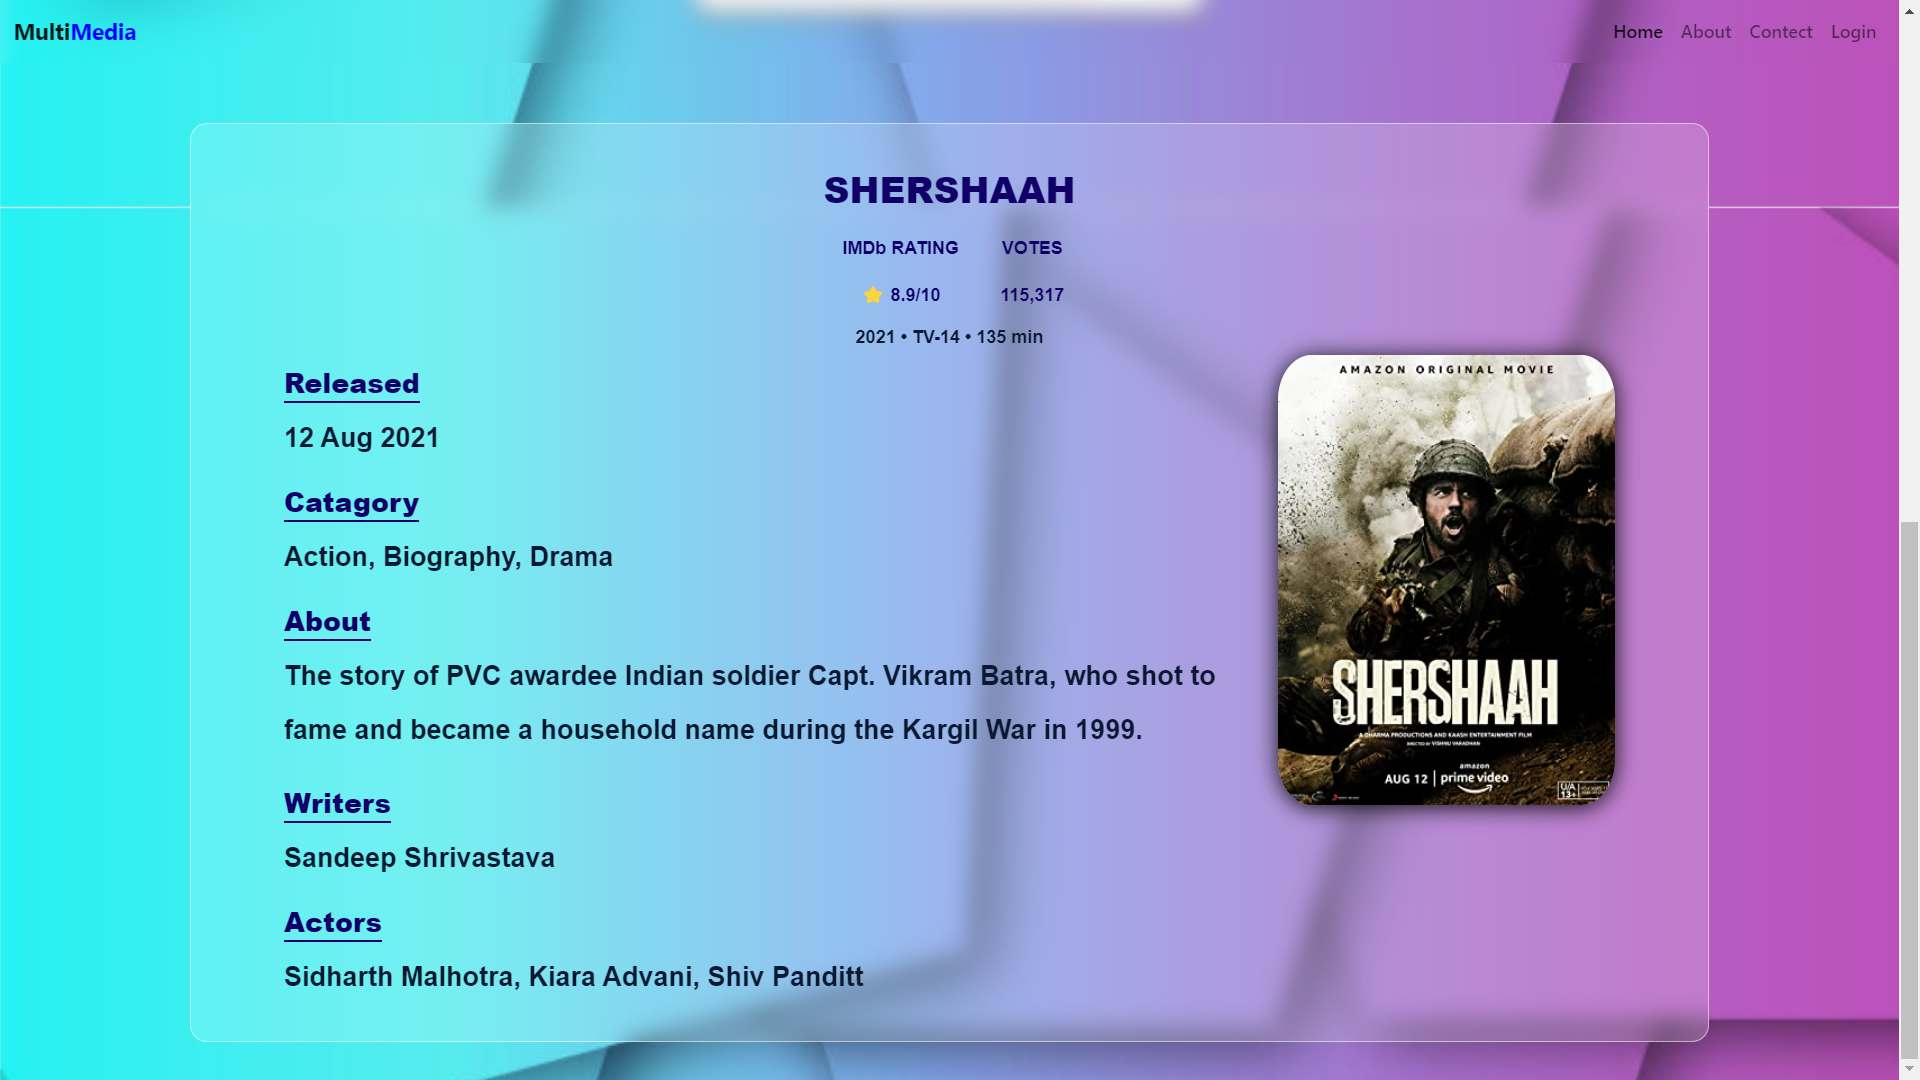 MultiMedia
Home About Contect Login
SHERSHAAH
IMDb RATING VOTES
8.9/10 115,317
2021 • TV-14 • 135 min
Released
12 Aug 2021
Catagory
Action, Biography, Drama
About
The story of PVC awardee Indian soldier Capt. Vikram Batra, who shot to
fame and became a household name during the Kargil War in 1999.
Writers
Sandeep Shrivastava
Actors
Sidharth Malhotra, Kiara Advani, Shiv Panditt
AMAZON ORIGINAL MOVIE
SHERSHAAH
A DHARMA PRODUCTIONS AND KAASH ENTERTAINMENT FILM
DIRECTED BY VISHNU VARADHAN
amazon
AUG 12 | prime video
U/A
13+